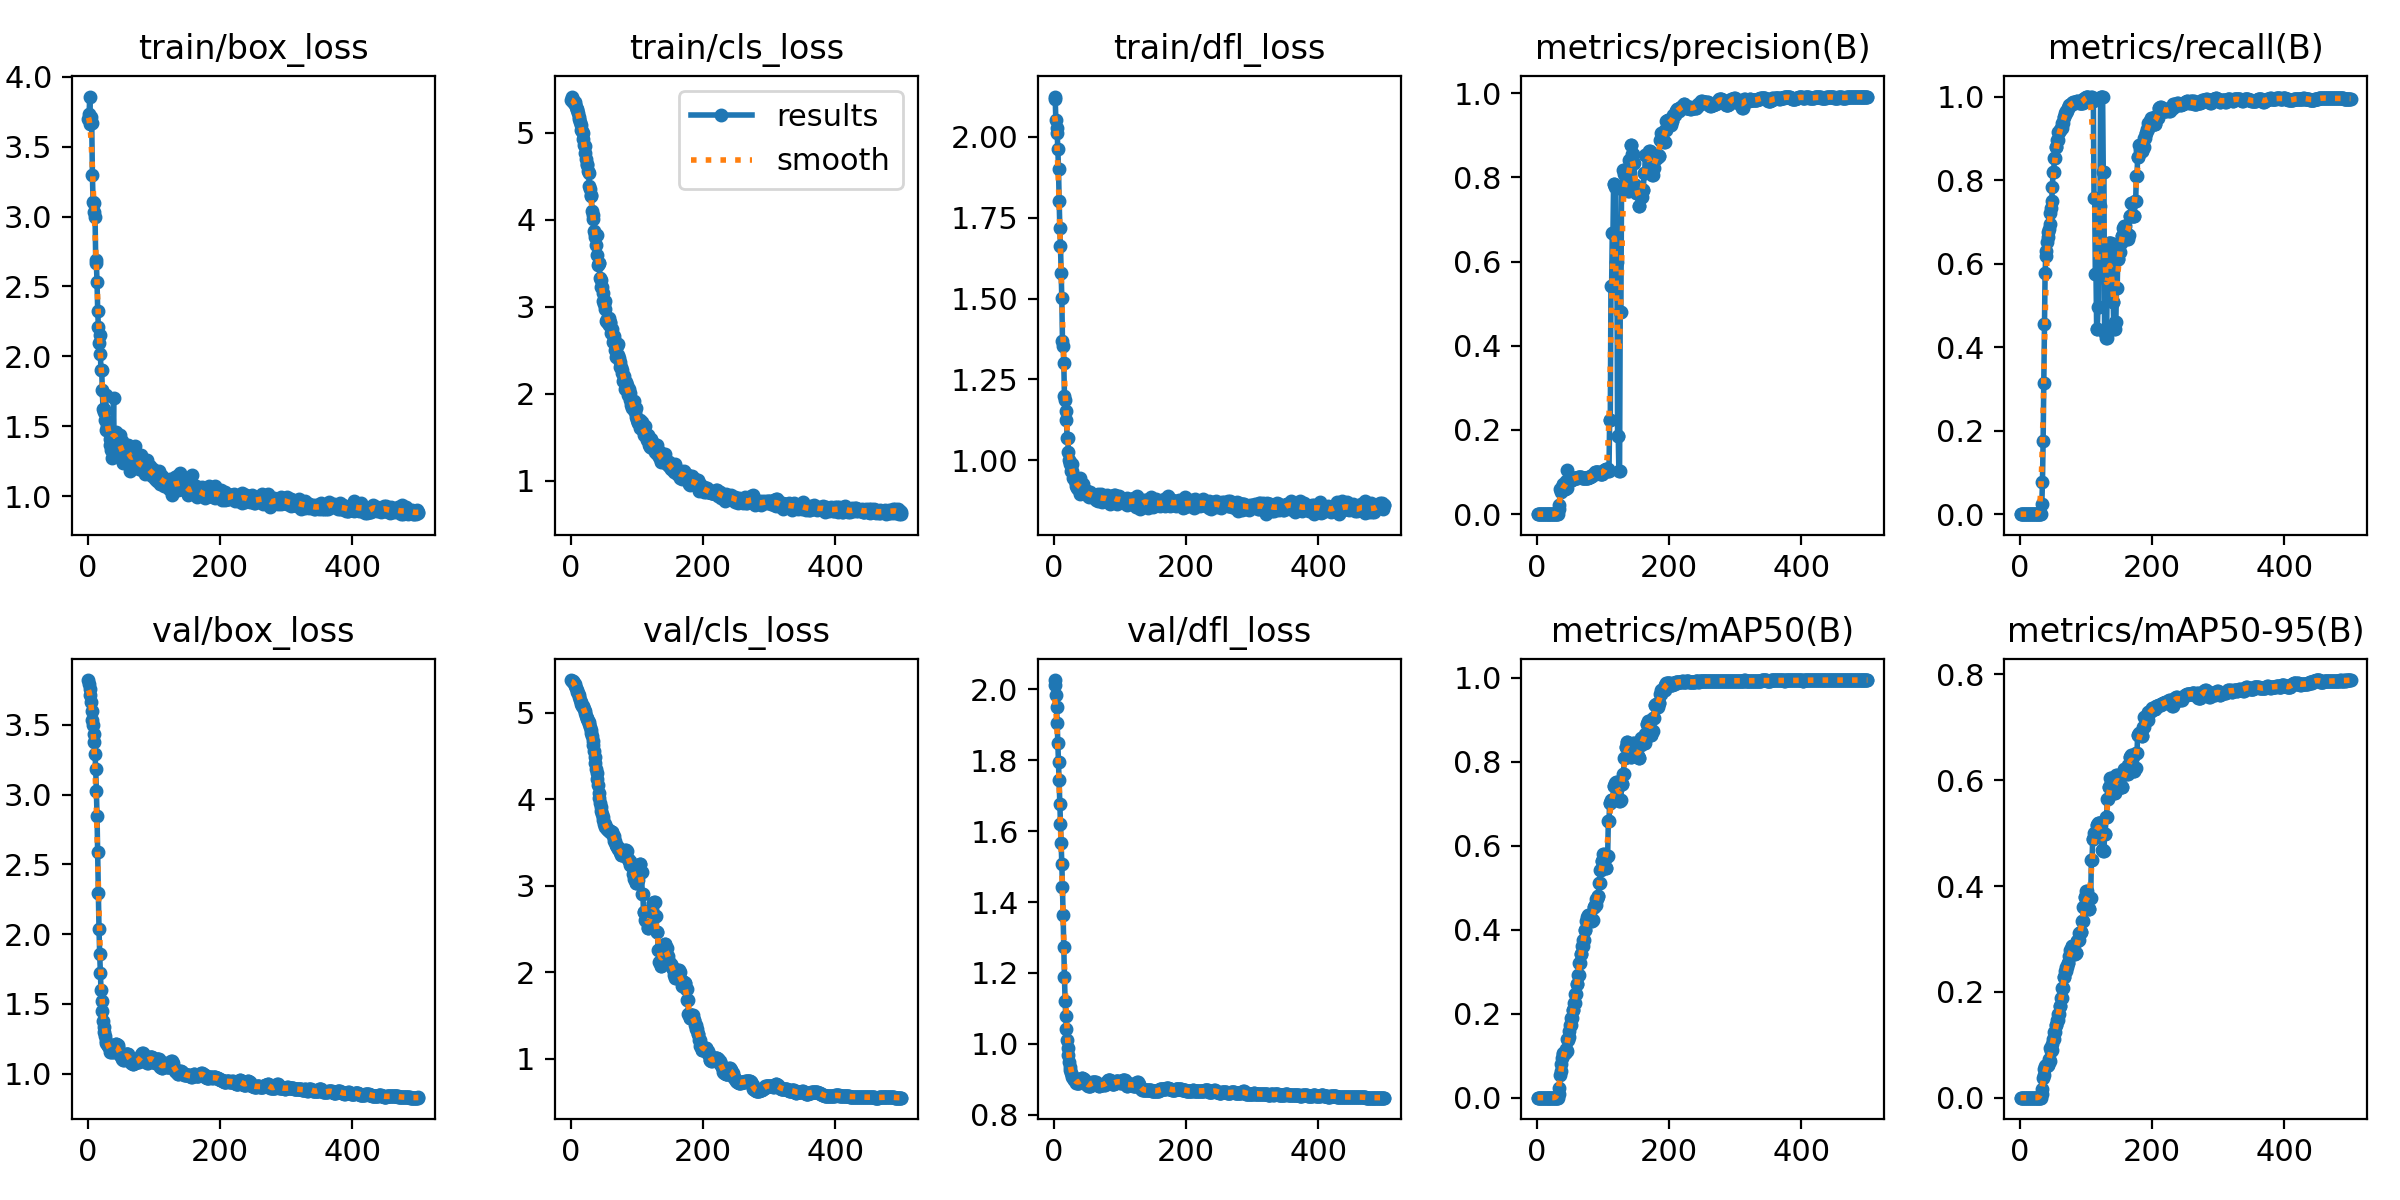 train/box_loss
4.0
3.5
3.0
2.5
2.0
1.5
1.0
0 200 400
train/cls_loss
results
smooth
5
4
3
2
1
0 200 400
train/dfl_loss
2.00
1.75
1.50
1.25
1.00
0 200 400
metrics/precision(B)
1.0
0.8
0.6
0.4
0.2
0.0
0 200 400
metrics/recall(B)
1.0
0.8
0.6
0.4
0.2
0.0
0 200 400
val/box_loss
3.5
3.0
2.5
2.0
1.5
1.0
0 200 400
val/cls_loss
5
4
3
2
1
0 200 400
val/dfl_loss
2.0
1.8
1.6
1.4
1.2
1.0
0.8
0 200 400
metrics/mAP50(B)
1.0
0.8
0.6
0.4
0.2
0.0
0 200 400
metrics/mAP50-95(B)
0.8
0.6
0.4
0.2
0.0
0 200 400